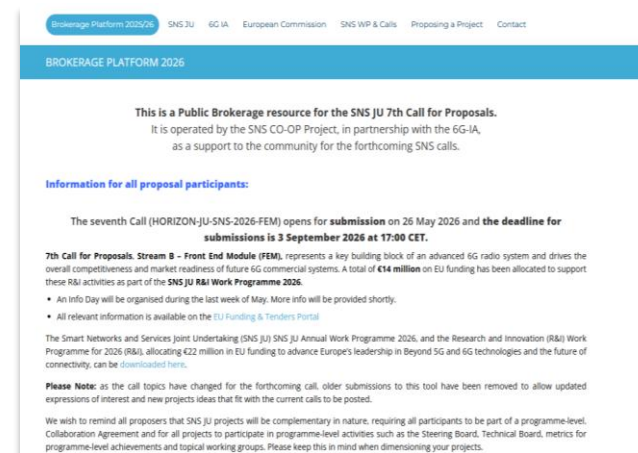 Brokerage Platform 2025/26 SNS JU 6G IA European Commission SNS WP & Calls Proposing a Project Contact
BROKERAGE PLATFORM 2026
This is a Public Brokerage resource for the SNS JU 7th Call for Proposals.
It is operated by the SNS CO-OP Project, in partnership with the 6G-IA,
as a support to the community for the forthcoming SNS calls.
Information for all proposal participants:
The seventh Call (HORIZON-JU-SNS-2026-FEM) opens for submission on 26 May 2026 and the deadline for
submissions is 3 September 2026 at 17:00 CET.
7th Call for Proposals. Stream B – Front End Module (FEM), represents a key building block of an advanced 6G radio system and drives the
overall competitiveness and market readiness of future 6G commercial systems. A total of €14 million on EU funding has been allocated to support
these R&I activities as part of the SNS JU R&I Work Programme 2026.
• An Info Day will be organised during the last week of May. More info will be provided shortly.
• All relevant information is available on the EU Funding & Tenders Portal
The Smart Networks and Services Joint Undertaking (SNS JU) SNS JU Annual Work Programme 2026, and the Research and Innovation (R&I) Work
Programme for 2026 (R&I), allocating €22 million in EU funding to advance Europe's leadership in Beyond 5G and 6G technologies and the future of
connectivity, can be downloaded here.
Please Note: as the call topics have changed for the forthcoming call, older submissions to this tool have been removed to allow updated
expressions of interest and new projects ideas that fit with the current calls to be posted.
We wish to remind all proposers that SNS JU projects will be complementary in nature, requiring all participants to be part of a programme-level
Collaboration Agreement and for all projects to participate in programme-level activities such as the Steering Board, Technical Board, metrics for
programme-level achievements and topical working groups. Please keep this in mind when dimensioning your projects.